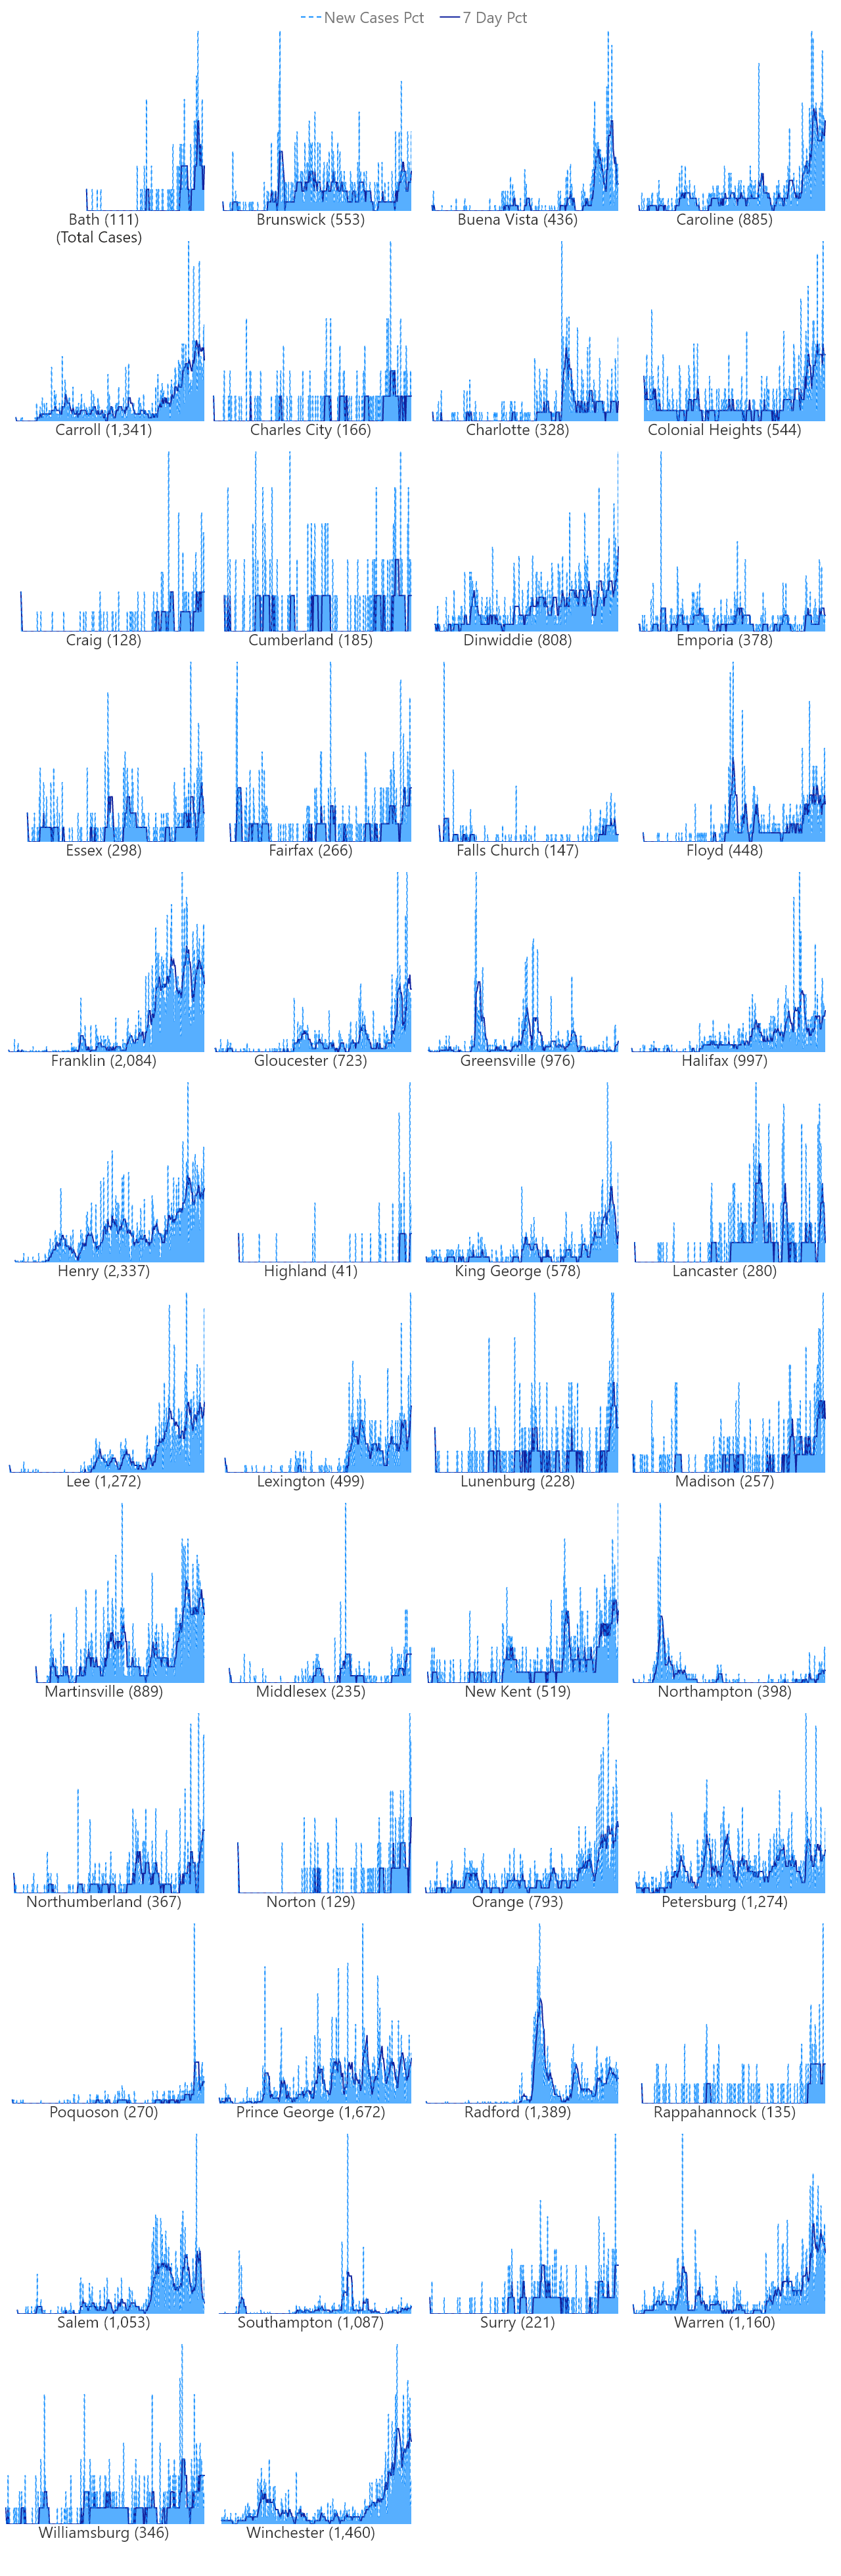 New Cases Pct 7 Day Pct
Bath (111) Brunswick (553) Buena Vista (436) Caroline (885)
(Total Cases)
Carroll (1,341) Charles City (166) Charlotte (328) Colonial Heights (544)
Craig (128) Cumberland (185) Dinwiddie (808) Emporia (378)
Essex (298) Fairfax (266) Falls Church (147) Floyd (448)
Franklin (2,084) Gloucester (723) Greensville (976) Halifax (997)
Henry (2,337) Highland (41) King George (578) Lancaster (280)
Lee (1,272) Lexington (499) Lunenburg (228) Madison (257)
Martinsville (889) Middlesex (235) New Kent (519) Northampton (398)
Northumberland (367) Norton (129) Orange (793) Petersburg (1,274)
Poquoson (270) Prince George (1,672) Radford (1,389) Rappahannock (135)
Salem (1,053) Southampton (1,087) Surry (221) Warren (1,160)
Williamsburg (346) Winchester (1,460)